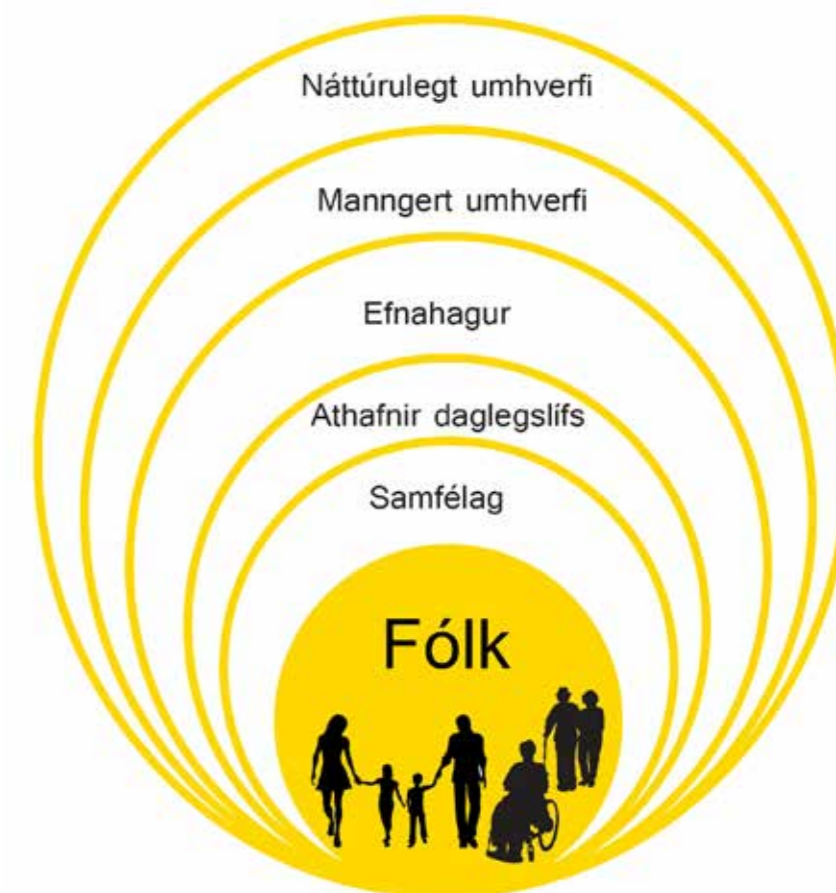 Náttúrulegt umhverfi
Manngert umhverfi
Efnahagur
Athafnir daglegslífs
Samfélag
Fólk